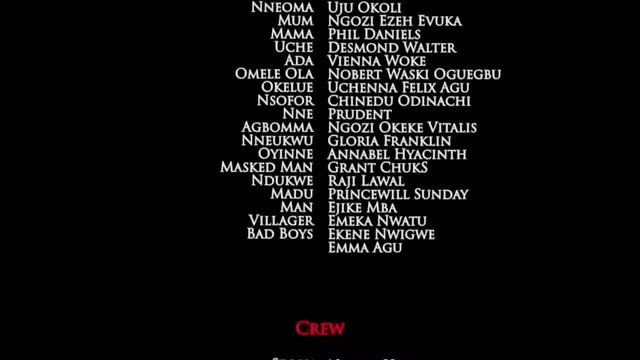 Nneoma Uju Okoli
Mum Ngozi Ezeh Evuka
Mama Phil Daniels
Uche Desmond Walter
Ada Vienna Woke
Omele Ola Nobert Waski Oguegbu
Okelue Uchenna Felix Agu
Nsofor Chinedu Odinachi
Nne Prudent
Agbomma Ngozi Okeke Vitalis
Nneukwu Gloria Franklin
Oyinne Annabel Hyacinth
Masked Man Grant ChukS
Ndukwe Raji Lawal
Madu Princewill Sunday
Man Ejike Mba
Villager Emeka Nwatu
Bad Boys Ekene Nwigwe
Emma Agu
Crew